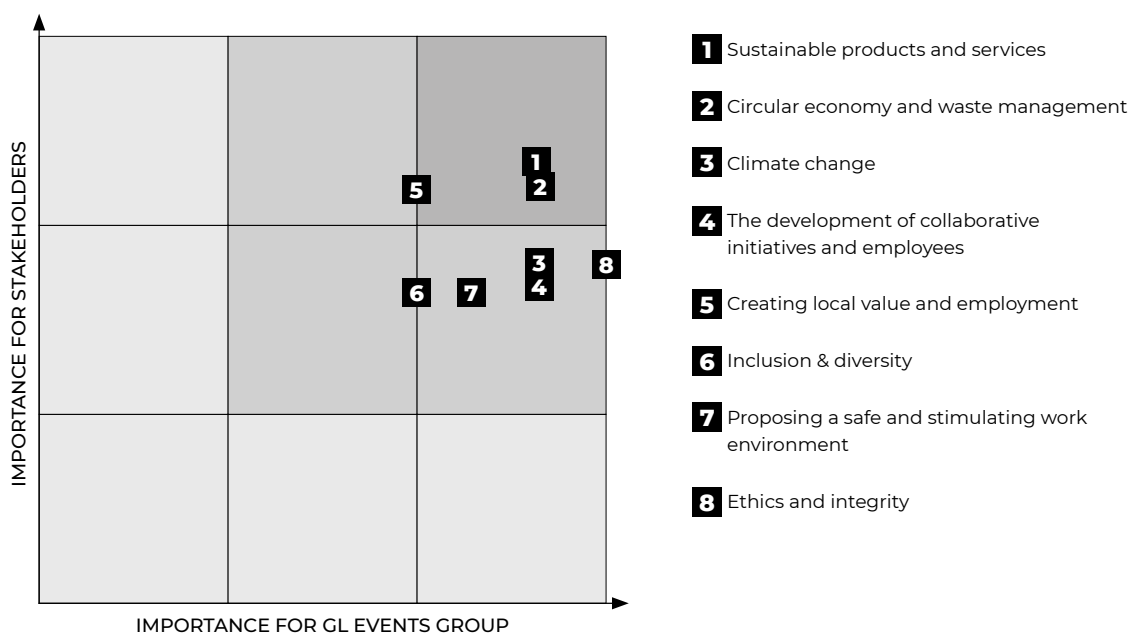 IMPORTANCE FOR STAKEHOLDERS
1
2
5
3
8
4
6
7
IMPORTANCE FOR GL EVENTS GROUP
1 Sustainable products and services
2 Circular economy and waste management
3 Climate change
4 The development of collaborative
initiatives and employees
5 Creating local value and employment
6 Inclusion & diversity
7 Proposing a safe and stimulating work
environment
8 Ethics and integrity